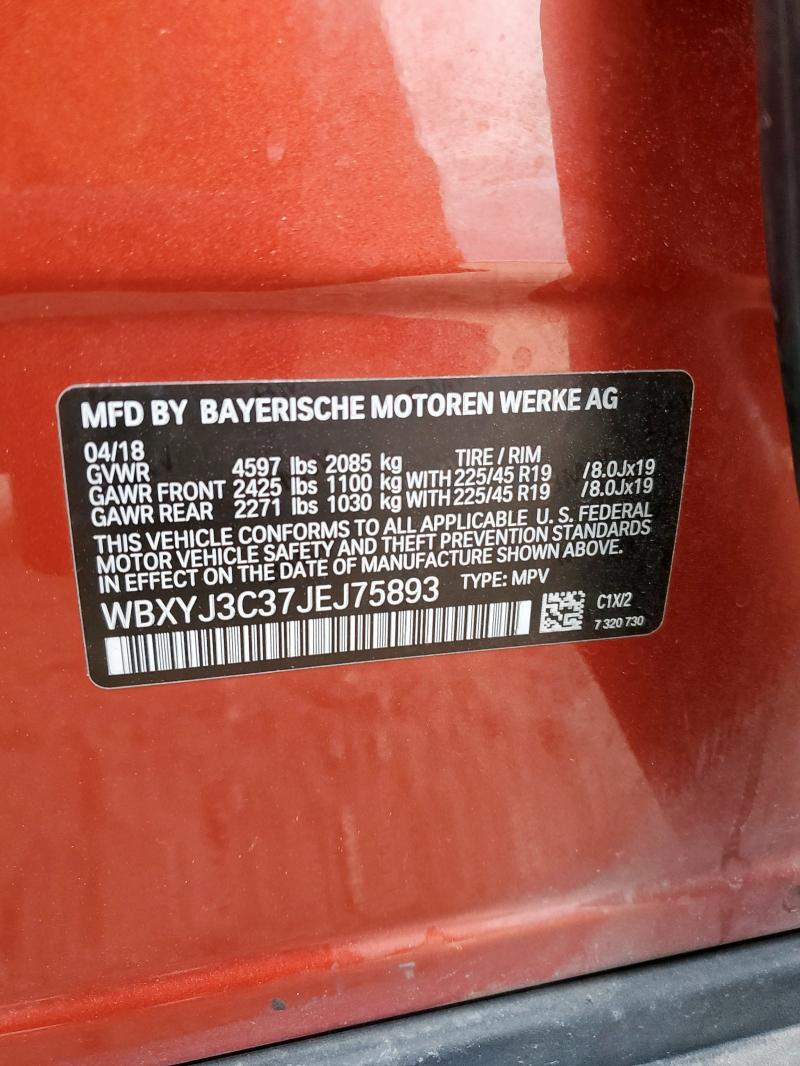 MFD BY BAYERISCHE MOTOREN WERKE AG
04/18
GVWR 4597 lbs 2085 kg TIRE / RIM
GAWR FRONT 2425 lbs 1100 kg WITH 225/45 R19 /8.0Jx19
GAWR REAR 2271 lbs 1030 kg WITH 225/45 R19 /8.0Jx19
THIS VEHICLE CONFORMS TO ALL APPLICABLE U. S. FEDERAL
MOTOR VEHICLE SAFETY AND THEFT PREVENTION STANDARDS
IN EFFECT ON THE DATE OF MANUFACTURE SHOWN ABOVE.
WBXYJ3C37JEJ75893 TYPE: MPV
C1X/2
7 320 730